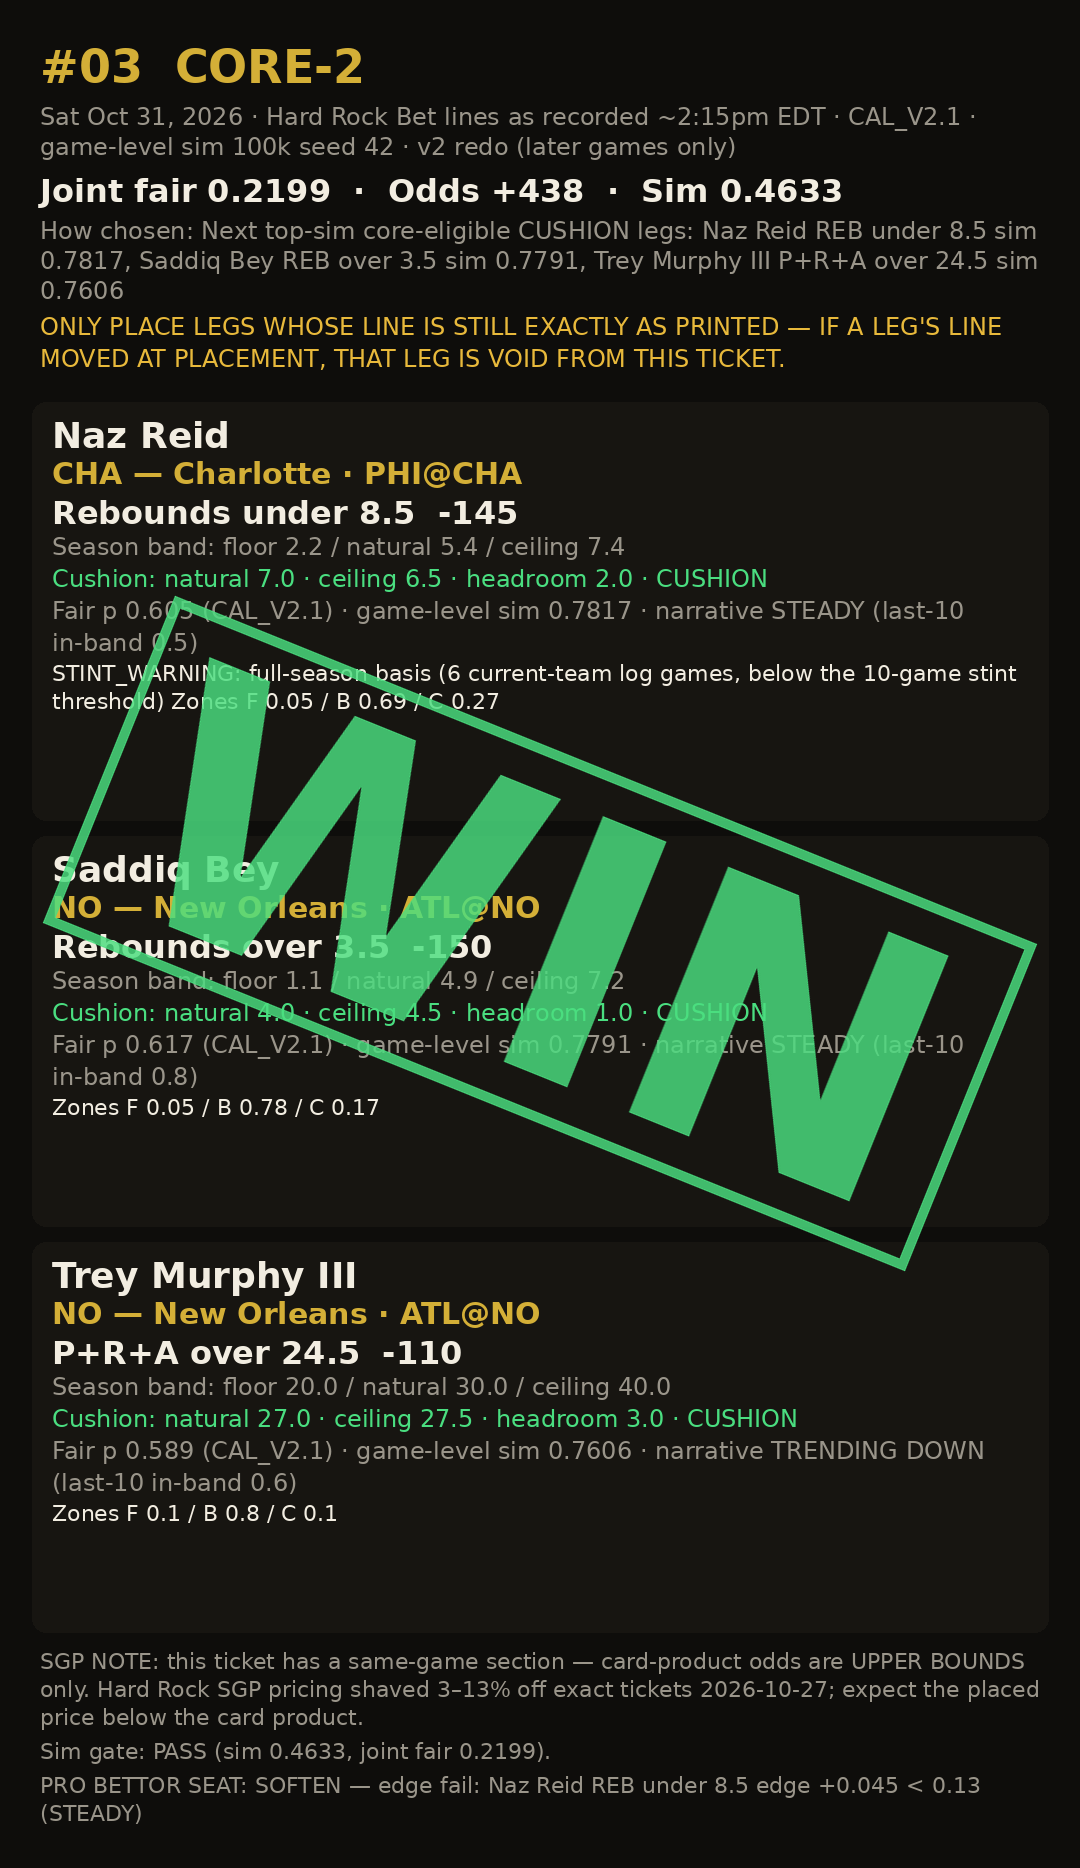 #03 CORE-2
Sat Oct 31, 2026 · Hard Rock Bet lines as recorded ~2:15pm EDT · CAL_V2.1 ·
game-level sim 100k seed 42 · v2 redo (later games only)
Joint fair 0.2199 · Odds +438 · Sim 0.4633
How chosen: Next top-sim core-eligible CUSHION legs: Naz Reid REB under 8.5 sim
0.7817, Saddiq Bey REB over 3.5 sim 0.7791, Trey Murphy III P+R+A over 24.5 sim
0.7606
ONLY PLACE LEGS WHOSE LINE IS STILL EXACTLY AS PRINTED — IF A LEG'S LINE
MOVED AT PLACEMENT, THAT LEG IS VOID FROM THIS TICKET.
Naz Reid
CHA — Charlotte · PHI@CHA
Rebounds under 8.5 -145
Season band: floor 2.2 / natural 5.4 / ceiling 7.4
Cushion: natural 7.0 · ceiling 6.5 · headroom 2.0 · CUSHION
Fair p 0.605 (CAL_V2.1) · game-level sim 0.7817 · narrative STEADY (last-10
in-band 0.5)
STINT_WARNING: full-season basis (6 current-team log games, below the 10-game stint
threshold) Zones F 0.05 / B 0.69 / C 0.27
WIN
Saddiq Bey
NO — New Orleans · ATL@NO
Rebounds over 3.5 -150
Season band: floor 1.1 / natural 4.9 / ceiling 7.2
Cushion: natural 4.0 · ceiling 4.5 · headroom 1.0 · CUSHION
Fair p 0.617 (CAL_V2.1) · game-level sim 0.7791 · narrative STEADY (last-10
in-band 0.8)
Zones F 0.05 / B 0.78 / C 0.17
Trey Murphy III
NO — New Orleans · ATL@NO
P+R+A over 24.5 -110
Season band: floor 20.0 / natural 30.0 / ceiling 40.0
Cushion: natural 27.0 · ceiling 27.5 · headroom 3.0 · CUSHION
Fair p 0.589 (CAL_V2.1) · game-level sim 0.7606 · narrative TRENDING DOWN
(last-10 in-band 0.6)
Zones F 0.1 / B 0.8 / C 0.1
SGP NOTE: this ticket has a same-game section — card-product odds are UPPER BOUNDS
only. Hard Rock SGP pricing shaved 3–13% off exact tickets 2026-10-27; expect the placed
price below the card product.
Sim gate: PASS (sim 0.4633, joint fair 0.2199).
PRO BETTOR SEAT: SOFTEN — edge fail: Naz Reid REB under 8.5 edge +0.045 < 0.13
(STEADY)